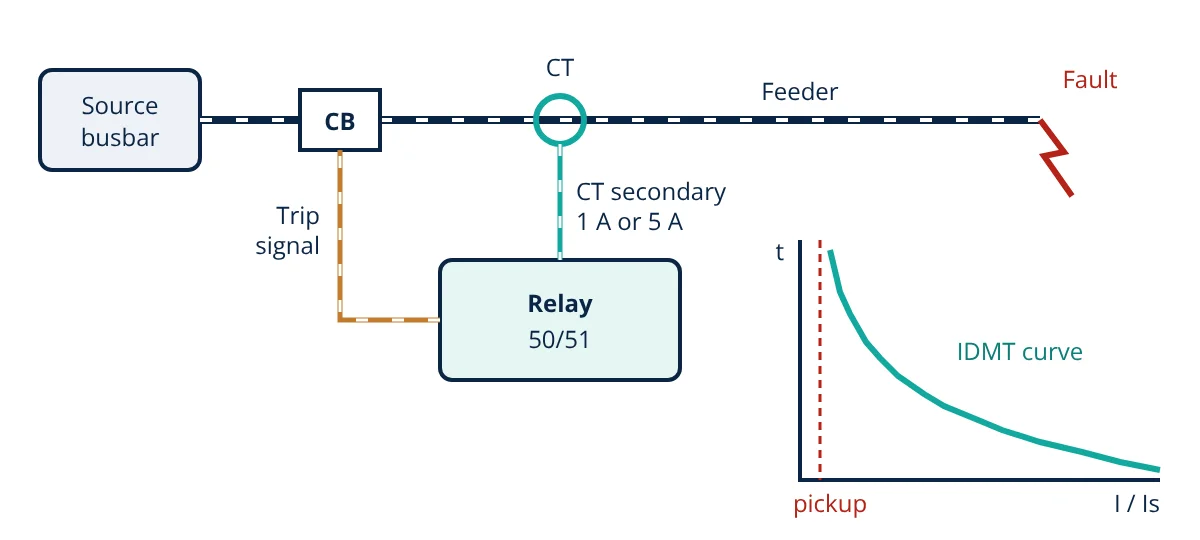 CT
Fault
Feeder
Source
busbar
CB
CT secondary
1 A or 5 A
Trip
signal
t
Relay
50/51
IDMT curve
pickup
I / Is